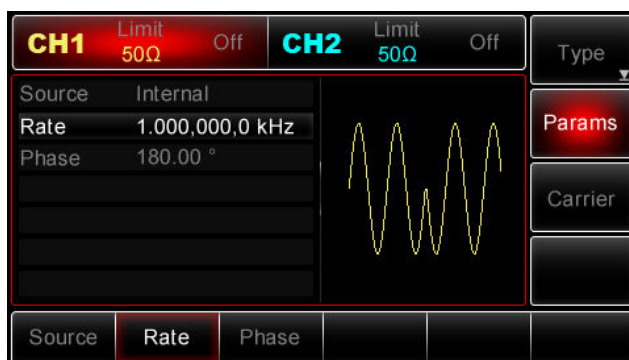 CH1 Limit 50Ω Off CH2 Limit 50Ω Off Type
Source Internal
Rate 1.000,000,0 kHz Params
Phase 180.00 °
Carrier
Source Rate Phase